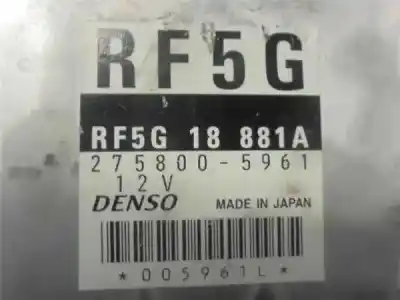 RF5G
RF5G 18 881A
275800-5961
12V
DENSO MADE IN JAPAN
*005961L*